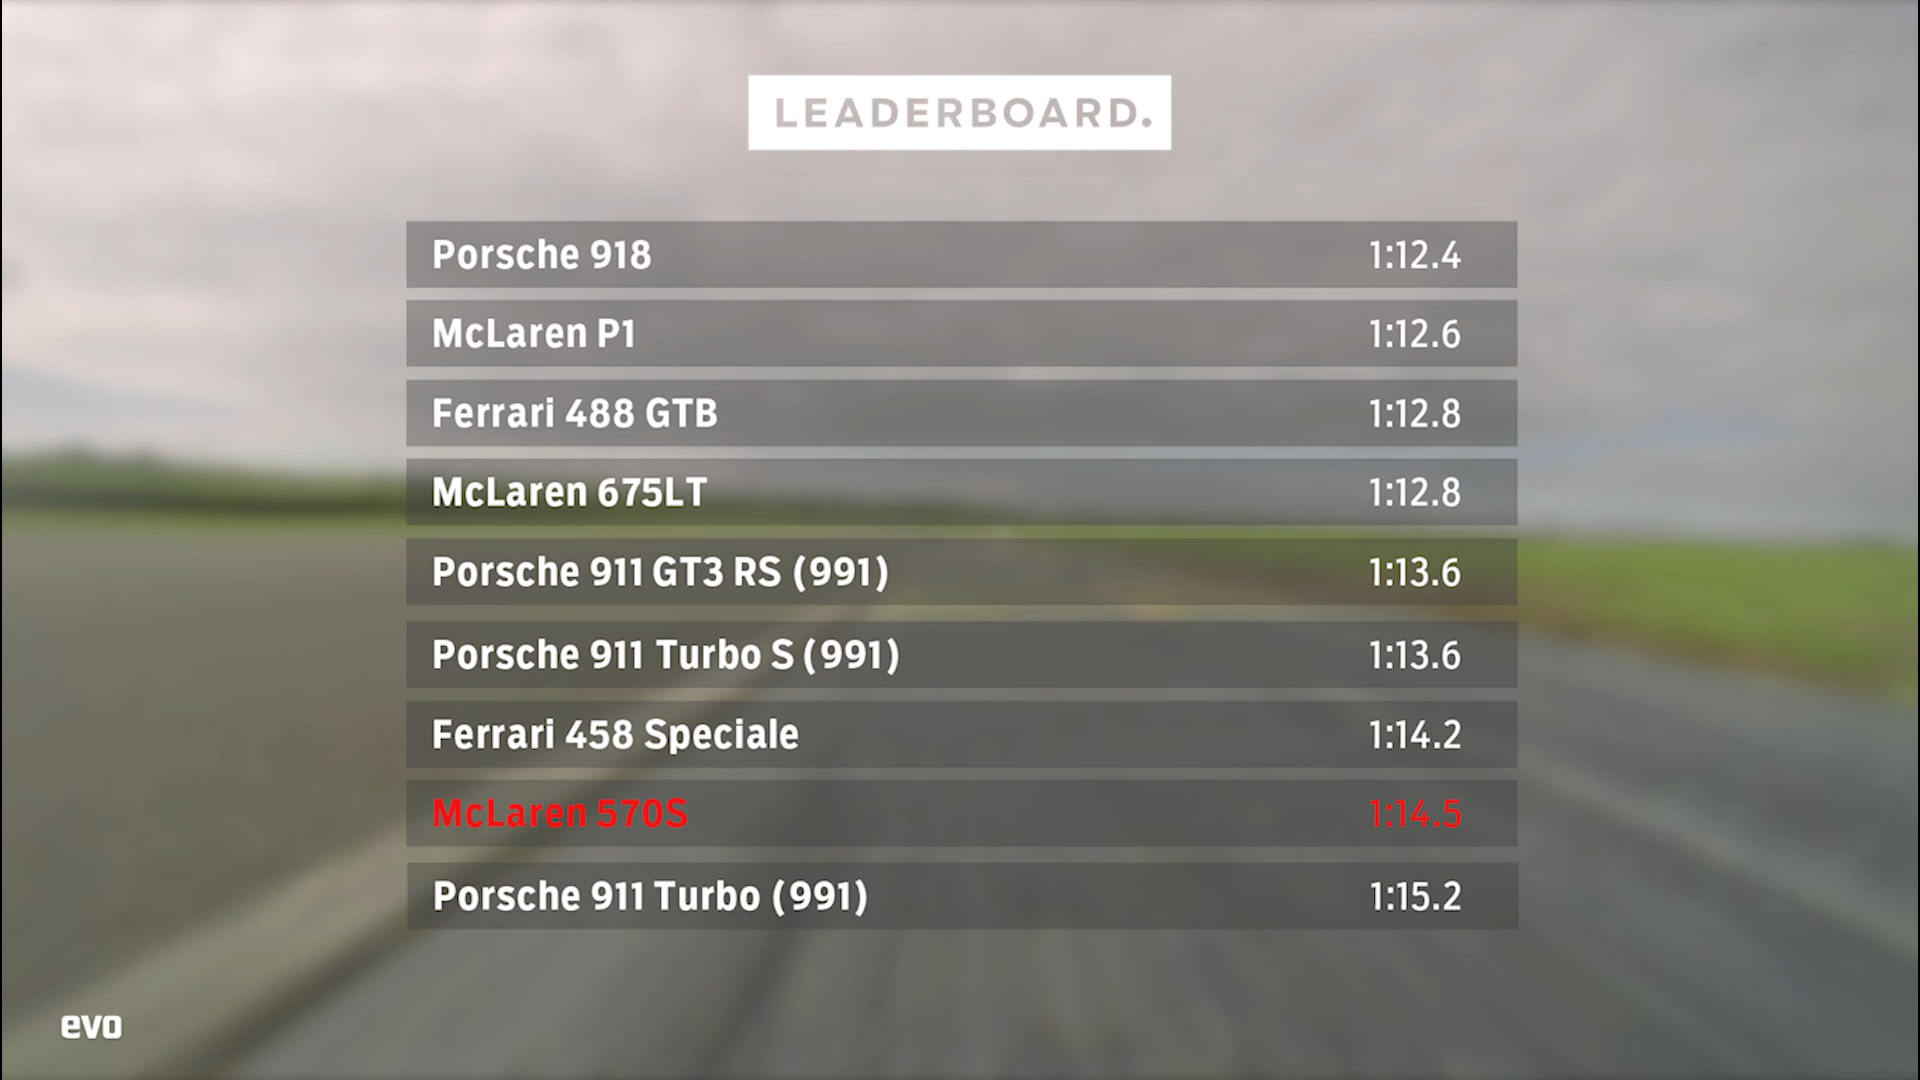 LEADERBOARD.
Porsche 918 1:12.4
McLaren P1 1:12.6
Ferrari 488 GTB 1:12.8
McLaren 675LT 1:12.8
Porsche 911 GT3 RS (991) 1:13.6
Porsche 911 Turbo S (991) 1:13.6
Ferrari 458 Speciale 1:14.2
McLaren 570S 1:14.5
Porsche 911 Turbo (991) 1:15.2
evo